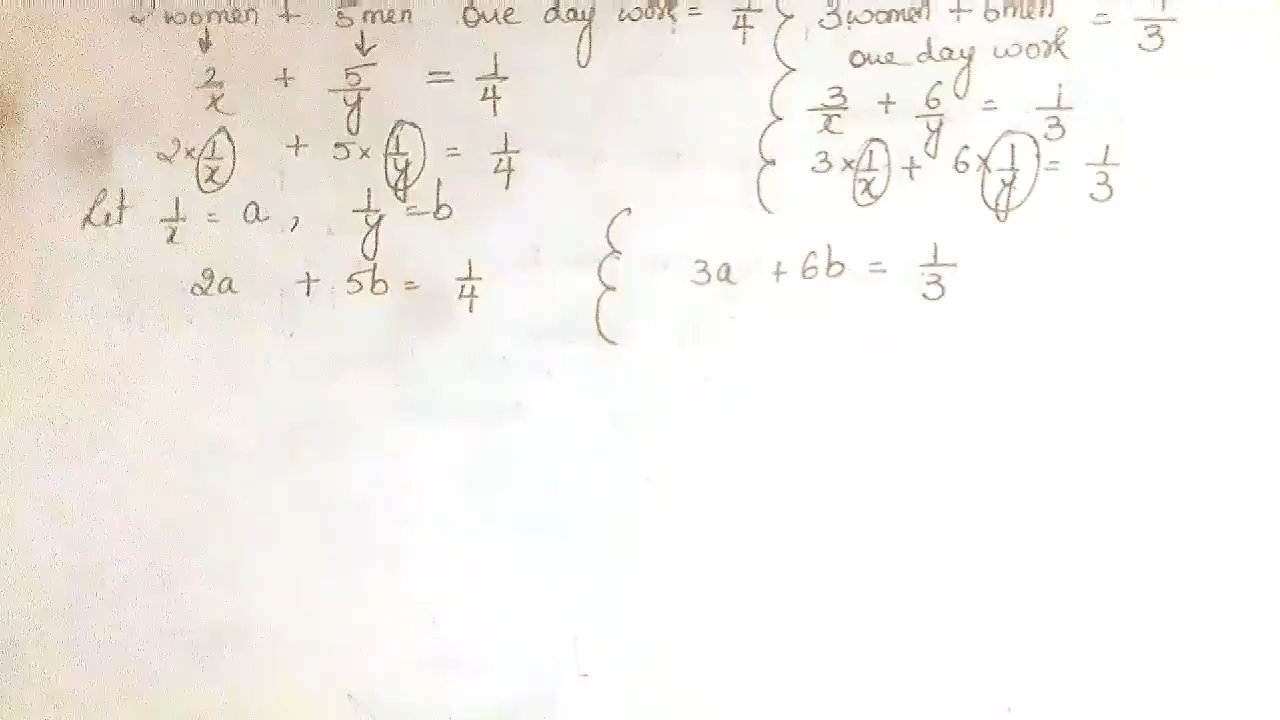 2 women + 5 men one day work = 1/4 { 3 women + 6 men one day work = 1/3
↓ ↓
2/x + 5/y = 1/4 { 3/x + 6/y = 1/3
2×(1/x) + 5×(1/y) = 1/4 { 3×(1/x) + 6×(1/y) = 1/3
Let 1/x = a, 1/y = b
2a + 5b = 1/4 { 3a + 6b = 1/3